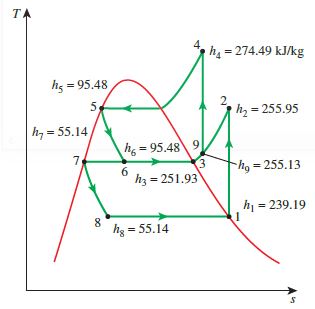 T
4
h₄ = 274.49 kJ/kg
h₅ = 95.48
5
2
h₂ = 255.95
h₇ = 55.14
h₆ = 95.48
9
7
6
3
h₉ = 255.13
h₃ = 251.93
h₁ = 239.19
8
h₈ = 55.14
1
s